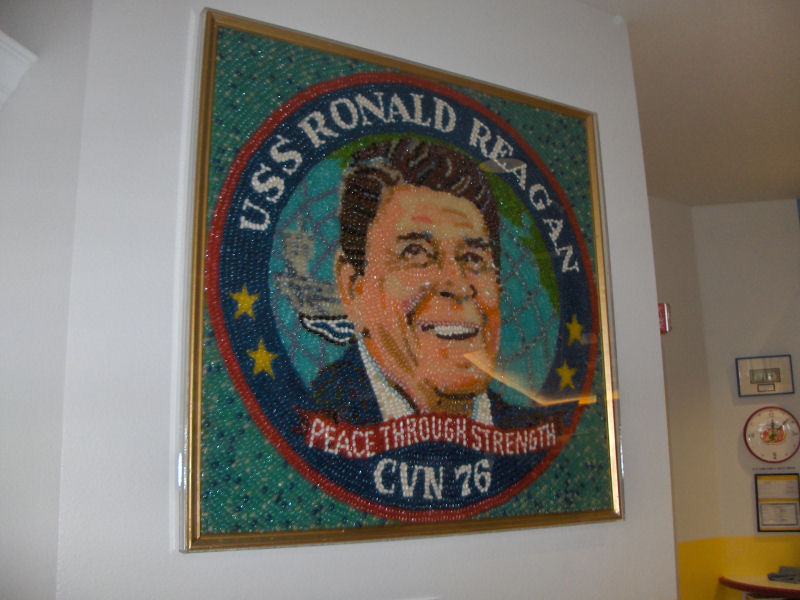 USS RONALD REAGAN
PEACE THROUGH STRENGTH
CVN 76